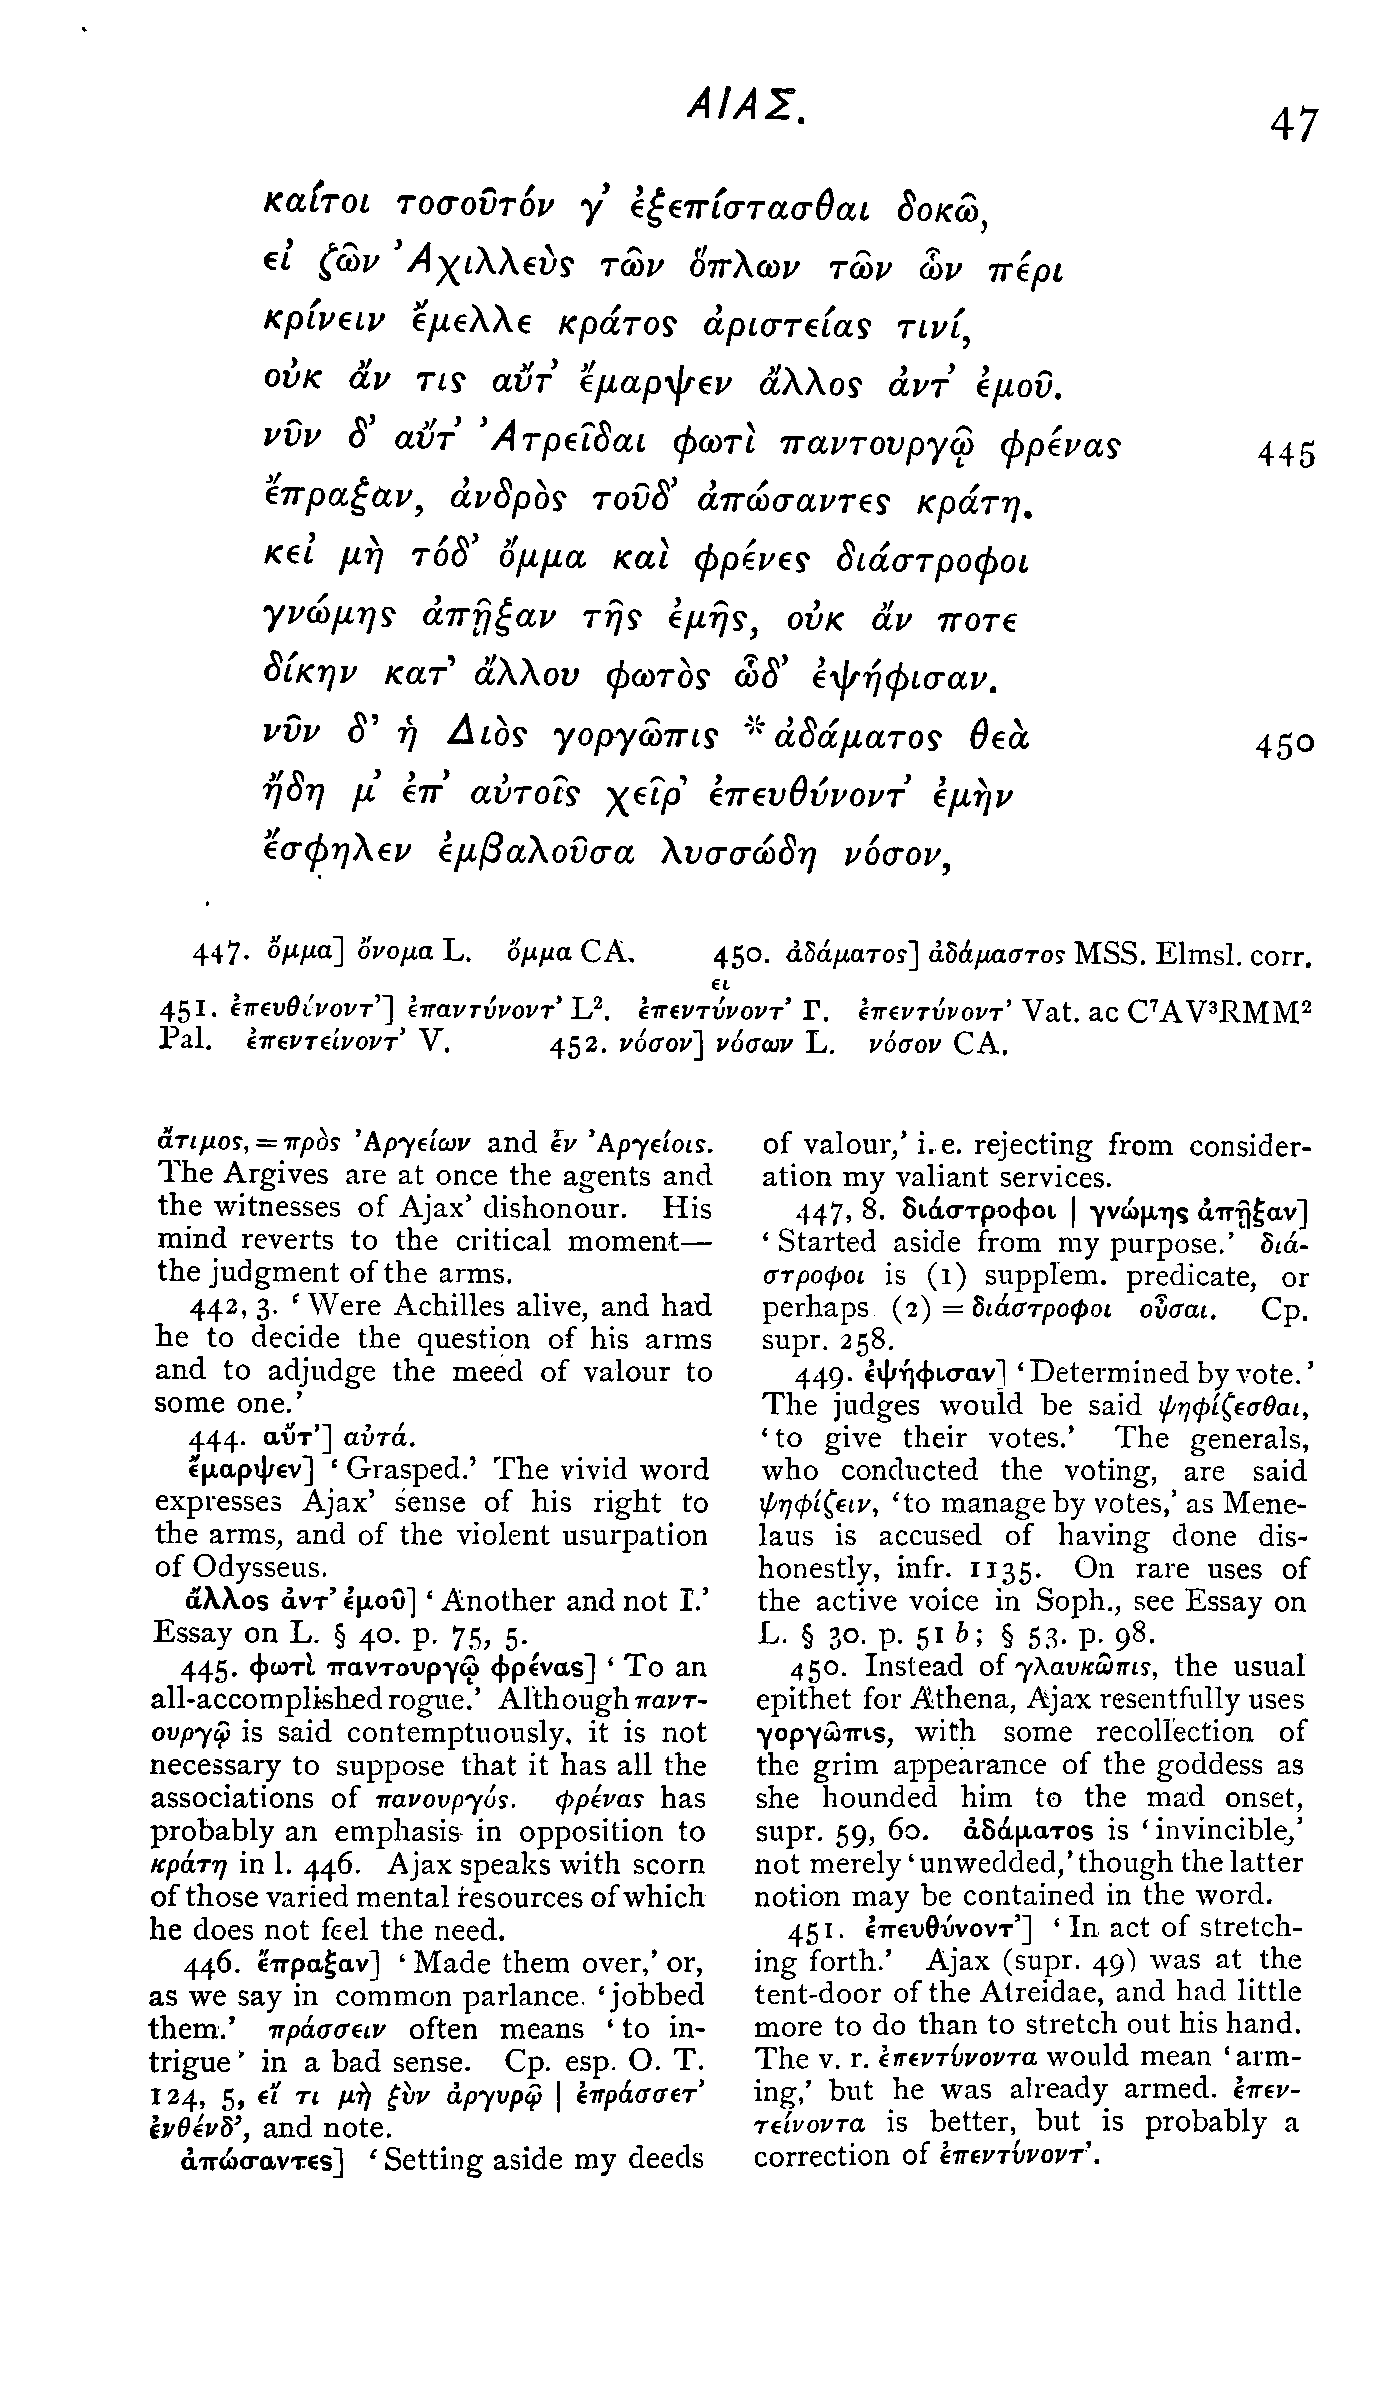 ΑΙΑΣ.
47
καίτοι τοσοῦτόν γ᾽ ἐξεπίστασθαι δοκῶ,
εἰ ζῶν Ἀχιλλεὺς τῶν ὅπλων τῶν ὧν πέρι
κρίνειν ἔμελλε κράτος ἀριστείας τινί,
οὐκ ἄν τις αὔτ᾽ ἔμαρψεν ἄλλος ἀντ᾽ ἐμοῦ.
νῦν δ᾽ αὔτ᾽ Ἀτρεῖδαι φωτὶ παντουργῷ φρένας 445
ἔπραξαν, ἀνδρὸς τοῦδ᾽ ἀπώσαντες κράτη.
κεἰ μὴ τόδ᾽ ὄμμα καὶ φρένες διάστροφοι
γνώμης ἀπῇξαν τῆς ἐμῆς, οὐκ ἄν ποτε
δίκην κατ᾽ ἄλλου φωτὸς ὧδ᾽ ἐψήφισαν.
νῦν δ᾽ ἡ Διὸς γοργῶπις *ἀδάματος θεὰ 450
ἤδη μ᾽ ἐπ᾽ αὐτοῖς χεῖρ᾽ ἐπευθύνοντ᾽ ἐμὴν
ἔσφηλεν ἐμβαλοῦσα λυσσώδη νόσον,
447. ὄμμα] ὄνομα L. ὄμμα CA. 450. ἀδάματος] ἀδάμαστος MSS. Elmsl. corr.
ει
451. ἐπευθύνοντ᾽] ἐπαντύνοντ᾽ L². ἐπεντύνοντ᾽ Γ. ἐπεντύνοντ᾽ Vat. ac C⁷AV³RMM²
Pal. ἐπεντείνοντ᾽ V. 452. νόσον] νόσων L. νόσον CA.
ἄτιμος, = πρὸς Ἀργείων and ἐν Ἀργείοις.
The Argives are at once the agents and
the witnesses of Ajax’ dishonour. His
mind reverts to the critical moment—
the judgment of the arms.
442, 3. ‘Were Achilles alive, and had
he to decide the question of his arms
and to adjudge the meed of valour to
some one.’
444. αὔτ᾽] αὐτά.
ἔμαρψεν] ‘Grasped.’ The vivid word
expresses Ajax’ sense of his right to
the arms, and of the violent usurpation
of Odysseus.
ἄλλος ἀντ᾽ ἐμοῦ] ‘Another and not I.’
Essay on L. § 40. p. 75, 5.
445. φωτὶ παντουργῷ φρένας] ‘To an
all-accomplished rogue.’ Although παντ-
ουργῷ is said contemptuously, it is not
necessary to suppose that it has all the
associations of πανουργός. φρένας has
probably an emphasis in opposition to
κράτη in l. 446. Ajax speaks with scorn
of those varied mental resources of which
he does not feel the need.
446. ἔπραξαν] ‘Made them over,’ or,
as we say in common parlance, ‘jobbed
them.’ πράσσειν often means ‘to in-
trigue’ in a bad sense. Cp. esp. O. T.
124, 5, εἴ τι μὴ ξὺν ἀργυρῷ | ἐπράσσετ᾽
ἐνθένδ᾽, and note.
ἀπώσαντες] ‘Setting aside my deeds
of valour,’ i. e. rejecting from consider-
ation my valiant services.
447, 8. διάστροφοι | γνώμης ἀπῇξαν]
‘Started aside from my purpose.’ διά-
στροφοι is (1) supplem. predicate, or
perhaps (2) = διάστροφοι οὖσαι. Cp.
supr. 258.
449. ἐψήφισαν] ‘Determined by vote.’
The judges would be said ψηφίζεσθαι,
‘to give their votes.’ The generals,
who conducted the voting, are said
ψηφίζειν, ‘to manage by votes,’ as Mene-
laus is accused of having done dis-
honestly, infr. 1135. On rare uses of
the active voice in Soph., see Essay on
L. § 30. p. 51 b; § 53. p. 98.
450. Instead of γλαυκῶπις, the usual
epithet for Athena, Ajax resentfully uses
γοργῶπις, with some recollection of
the grim appearance of the goddess as
she hounded him to the mad onset,
supr. 59, 60. ἀδάματος is ‘invincible,’
not merely ‘unwedded,’ though the latter
notion may be contained in the word.
451. ἐπευθύνοντ᾽] ‘In act of stretch-
ing forth.’ Ajax (supr. 49) was at the
tent-door of the Atreidae, and had little
more to do than to stretch out his hand.
The v. r. ἐπεντύνοντα would mean ‘arm-
ing,’ but he was already armed. ἐπεν-
τείνοντα is better, but is probably a
correction of ἐπεντύνοντ᾽.